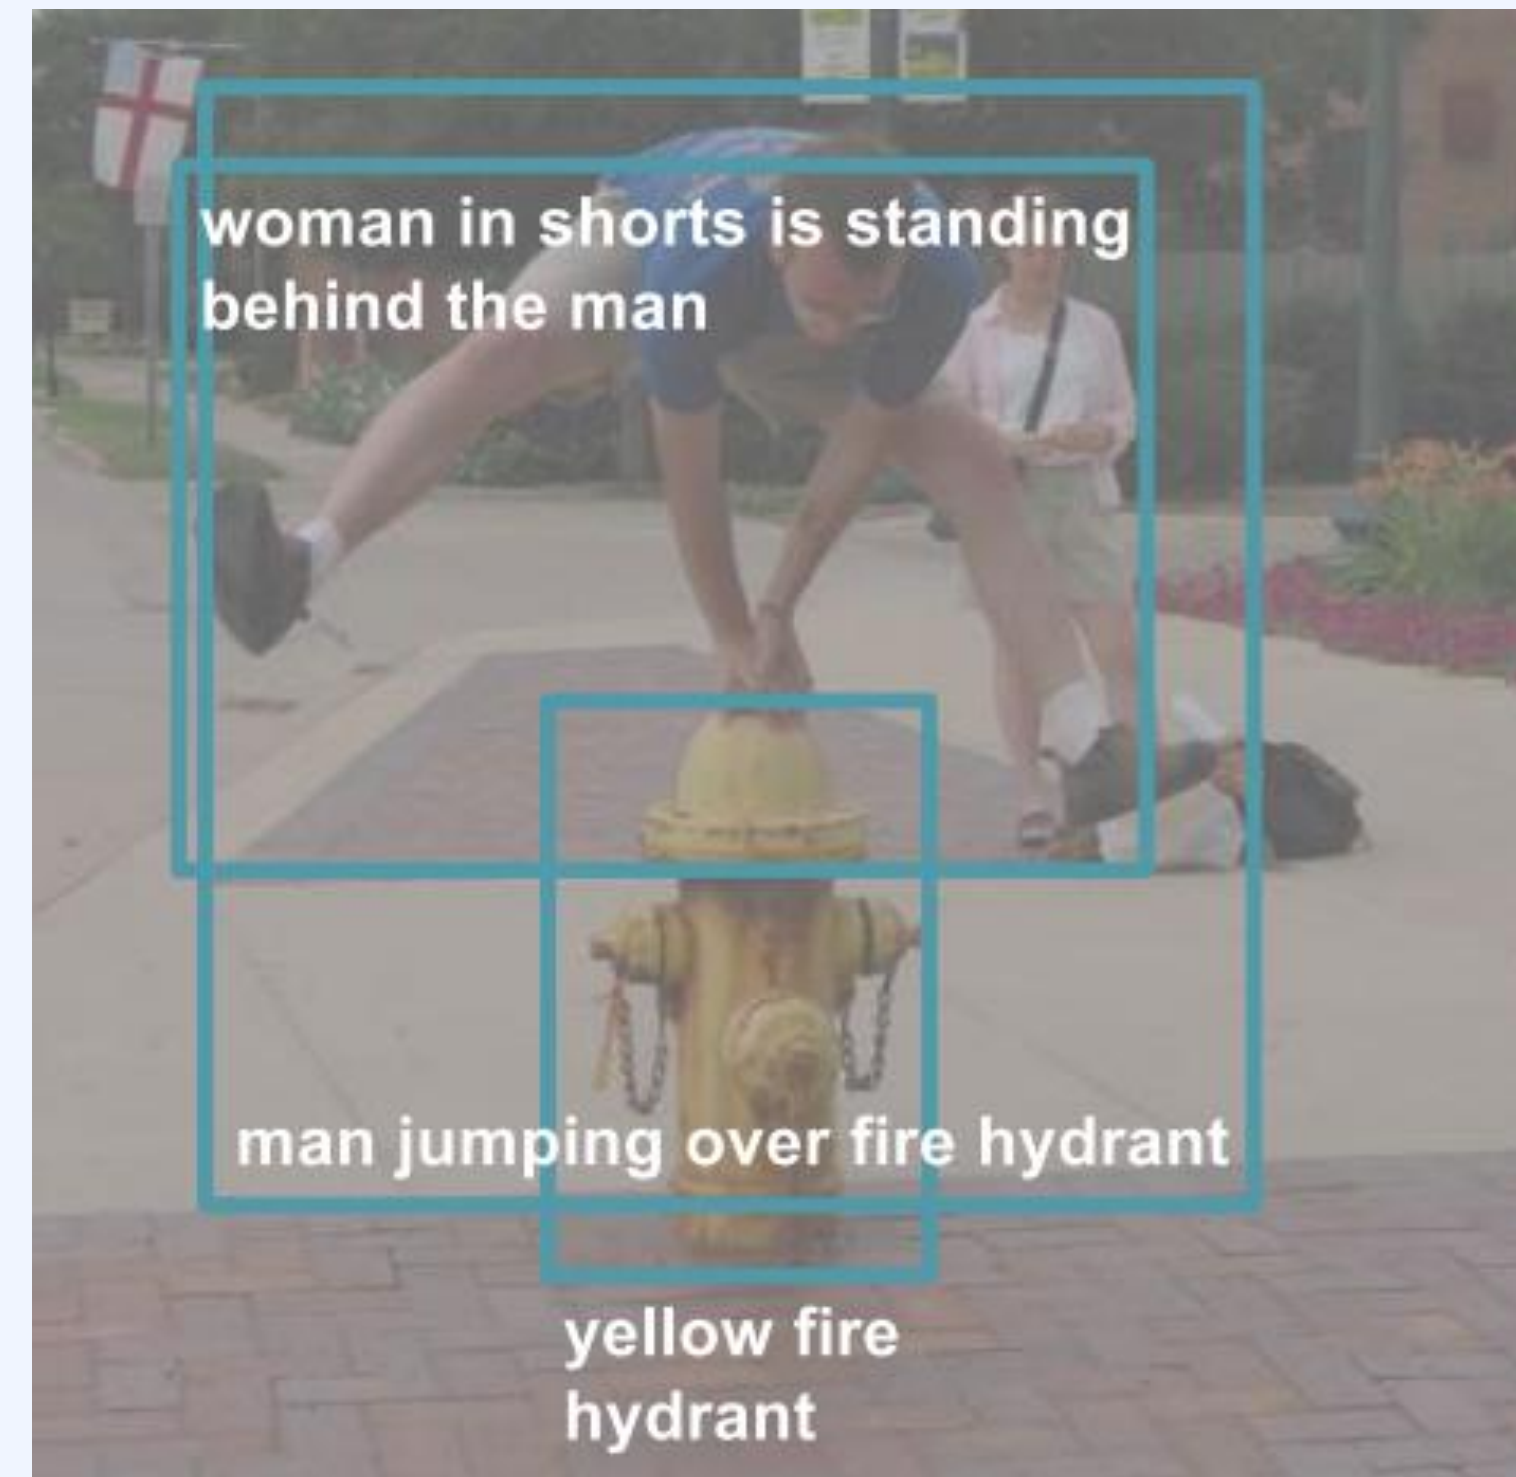 woman in shorts is standing
behind the man
man jumping over fire hydrant
yellow fire
hydrant